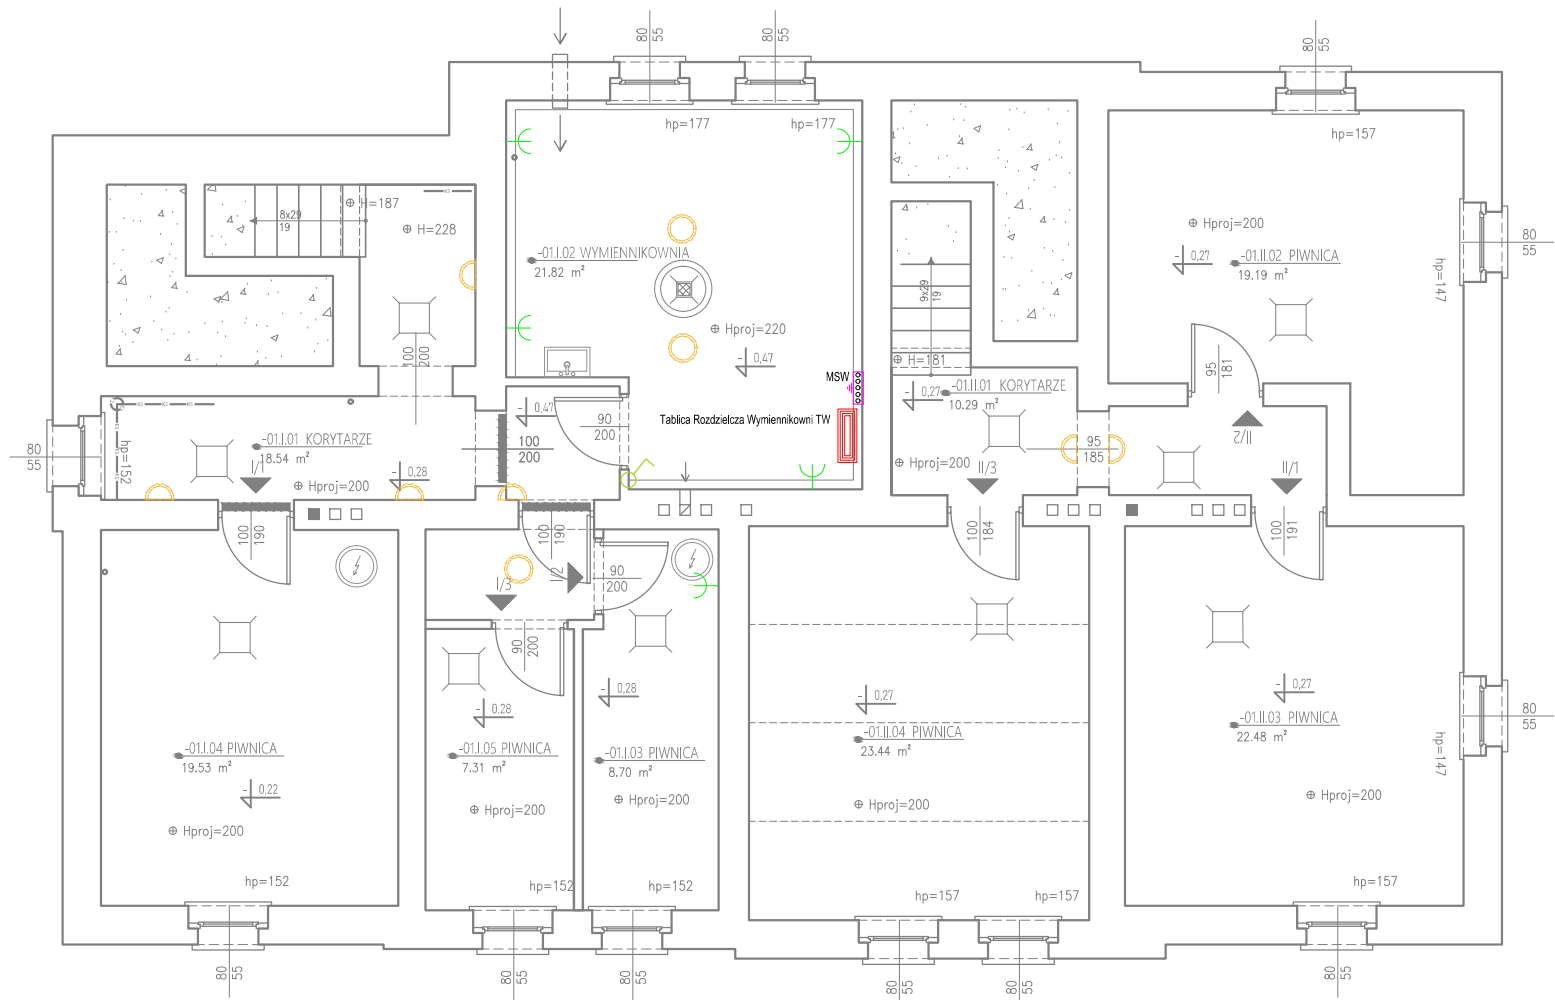 80
55
80
55
80
55
hp=177
hp=177
hp=157
KS
H=187
8x29
19
H=228
Hproj=200
-01.I.02 WYMIENNIKOWNIA
21.82 m²
0,27
-01.II.02 PIWNICA
19.19 m²
80
55
hp=147
9x29
19
Hproj=220
0,47
100
200
H=181
MSW
95
181
0,27
-01.II.01 KORYTARZE
10.29 m²
KS
KS
KS
0,47
Tablica Rozdzielcza Wymiennikowni TW
90
200
II/2
80
55
hp=152
-01.I.01 KORYTARZE
18.54 m²
I/1
0,28
Hproj=200
100
200
95
185
Hproj=200
II/3
II/1
100
190
100
190
I/2
90
200
I/3
100
184
100
191
90
200
0,28
0,28
0,27
0,27
-01.I.04 PIWNICA
19.53 m²
0,22
-01.I.05 PIWNICA
7.31 m²
-01.I.03 PIWNICA
8.70 m²
-01.II.04 PIWNICA
23.44 m²
-01.II.03 PIWNICA
22.48 m²
80
55
hp=147
Hproj=200
Hproj=200
Hproj=200
Hproj=200
Hproj=200
hp=152
hp=152
hp=152
hp=157
hp=157
hp=157
80
55
80
55
80
55
80
55
80
55
80
55